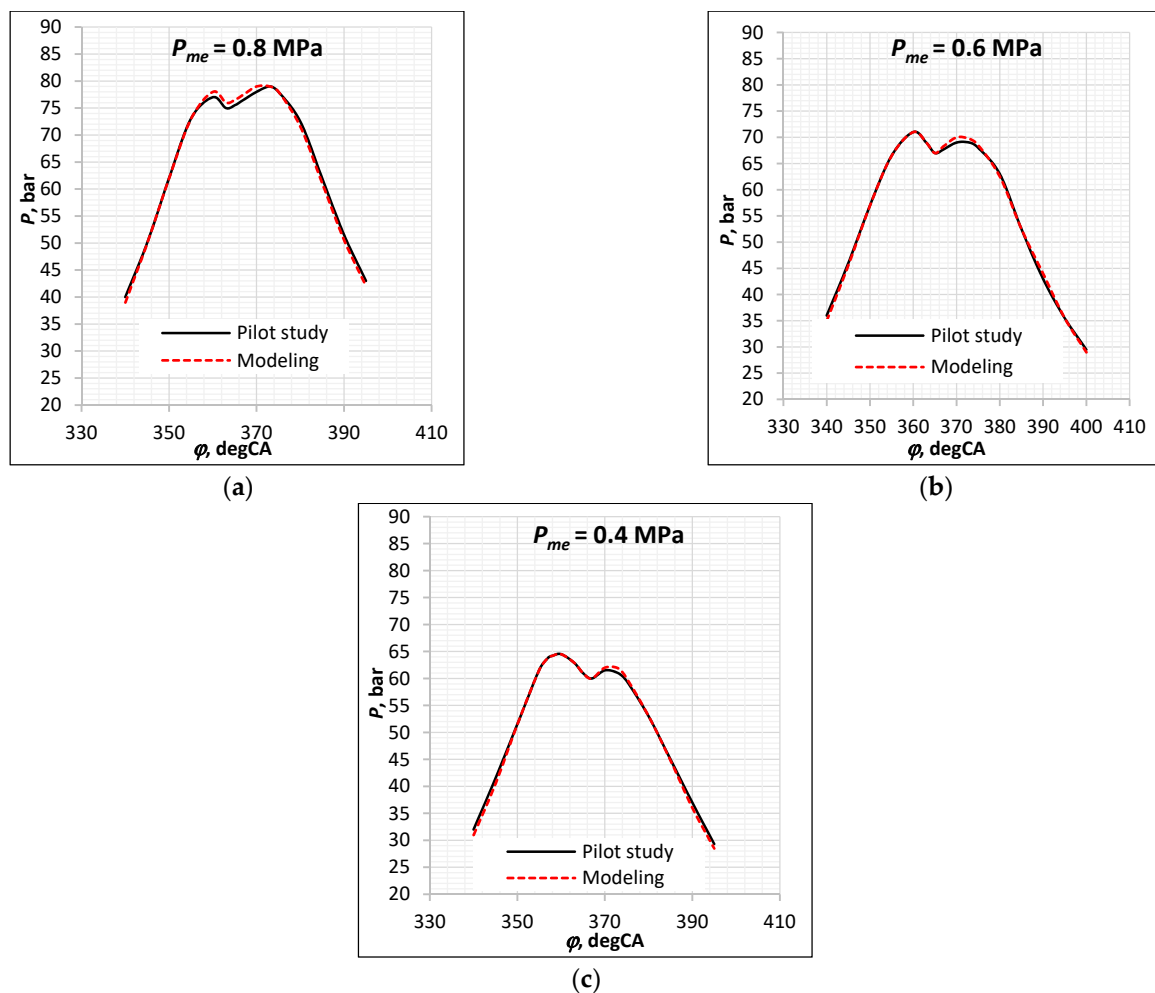 P_me = 0.8 MPa
90
85
80
75
70
65
60
55
50
45
40
35
30
25
20
P, bar
Pilot study
Modeling
330 350 370 390 410
φ, degCA
(a)
P_me = 0.6 MPa
90
85
80
75
70
65
60
55
50
45
40
35
30
25
20
P, bar
Pilot study
Modeling
330 340 350 360 370 380 390 400 410
φ, degCA
(b)
P_me = 0.4 MPa
90
85
80
75
70
65
60
55
50
45
40
35
30
25
20
P, bar
Pilot study
Modeling
330 350 370 390 410
φ, degCA
(c)